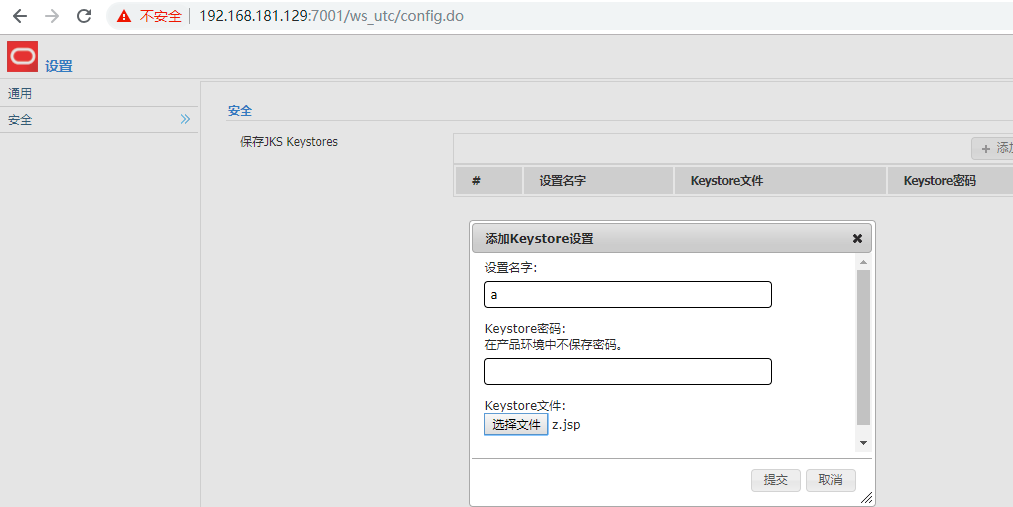 不安全 192.168.181.129:7001/ws_utc/config.do
设置
通用
安全
安全
保存JKS Keystores
+ 添加
# 设置名字 Keystore文件 Keystore密码
添加Keystore设置
设置名字:
a
Keystore密码:
在产品环境中不保存密码。
Keystore文件:
选择文件 z.jsp
提交 取消